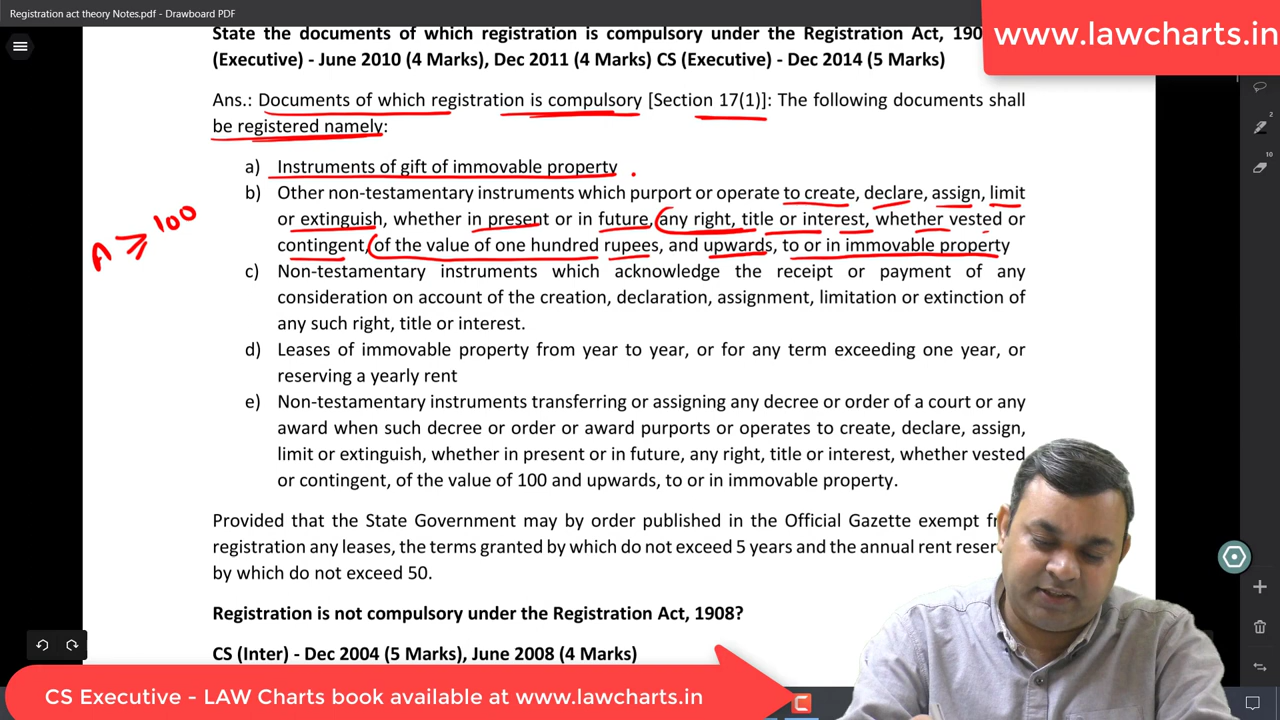 Registration act theory Notes.pdf - Drawboard PDF
www.lawcharts.in
State the documents of which registration is compulsory under the Registration Act, 190
(Executive) - June 2010 (4 Marks), Dec 2011 (4 Marks) CS (Executive) - Dec 2014 (5 Marks)
Ans.: Documents of which registration is compulsory [Section 17(1)]: The following documents shall
be registered namely:
a) Instruments of gift of immovable property
b) Other non-testamentary instruments which purport or operate to create, declare, assign, limit
or extinguish, whether in present or in future, any right, title or interest, whether vested or
contingent, of the value of one hundred rupees, and upwards, to or in immovable property
A ⩾ 100
c) Non-testamentary instruments which acknowledge the receipt or payment of any
consideration on account of the creation, declaration, assignment, limitation or extinction of
any such right, title or interest.
d) Leases of immovable property from year to year, or for any term exceeding one year, or
reserving a yearly rent
e) Non-testamentary instruments transferring or assigning any decree or order of a court or any
award when such decree or order or award purports or operates to create, declare, assign,
limit or extinguish, whether in present or in future, any right, title or interest, whether vested
or contingent, of the value of 100 and upwards, to or in immovable property.
Provided that the State Government may by order published in the Official Gazette exempt
registration any leases, the terms granted by which do not exceed 5 years and the annual rent
by which do not exceed 50.
Registration is not compulsory under the Registration Act, 1908?
CS (Inter) - Dec 2004 (5 Marks), June 2008 (4 Marks)
CS Executive - LAW Charts book available at www.lawcharts.in